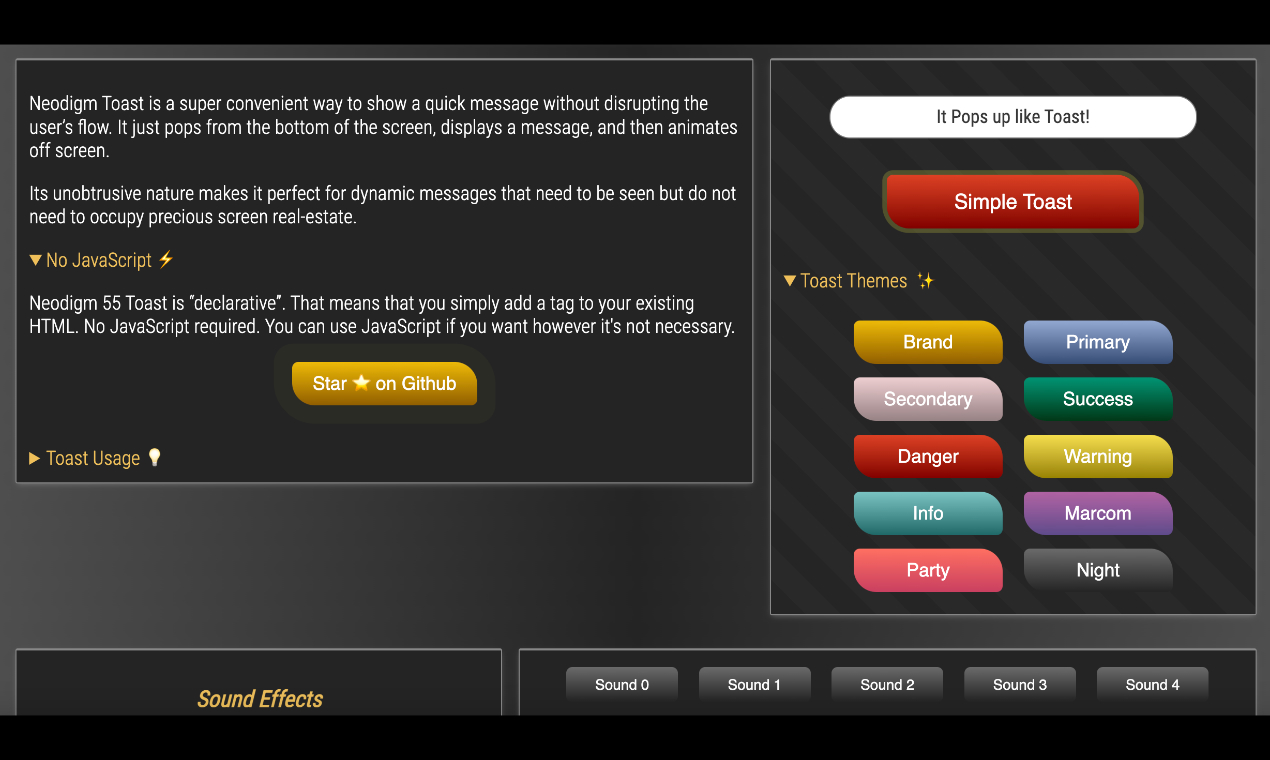 Neodigm Toast is a super convenient way to show a quick message without disrupting the
user’s flow. It just pops from the bottom of the screen, displays a message, and then animates
off screen.
Its unobtrusive nature makes it perfect for dynamic messages that need to be seen but do not
need to occupy precious screen real-estate.
▼ No JavaScript ⚡
Neodigm 55 Toast is “declarative”. That means that you simply add a tag to your existing
HTML. No JavaScript required. You can use JavaScript if you want however it's not necessary.
Star ⭐ on Github
▶ Toast Usage 💡
It Pops up like Toast!
Simple Toast
▼ Toast Themes ✨
Brand
Primary
Secondary
Success
Danger
Warning
Info
Marcom
Party
Night
Sound Effects
Sound 0
Sound 1
Sound 2
Sound 3
Sound 4